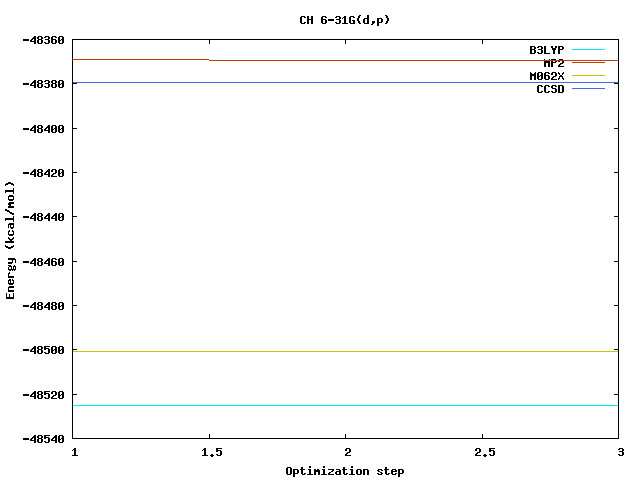 CH 6-31G(d,p)
B3LYP
MP2
M062X
CCSD
Energy (kcal/mol)
-48360
-48380
-48400
-48420
-48440
-48460
-48480
-48500
-48520
-48540
1 1.5 2 2.5 3
Optimization step